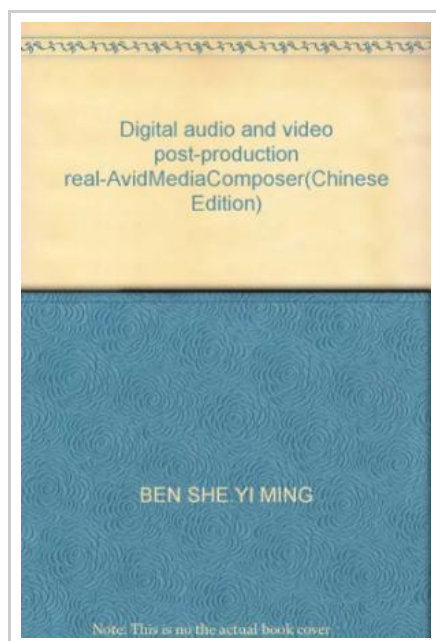 Digital audio and video
post-production
real-AvidMediaComposer(Chinese
Edition)
BEN SHE.YI MING
Note: This is no the actual book cover